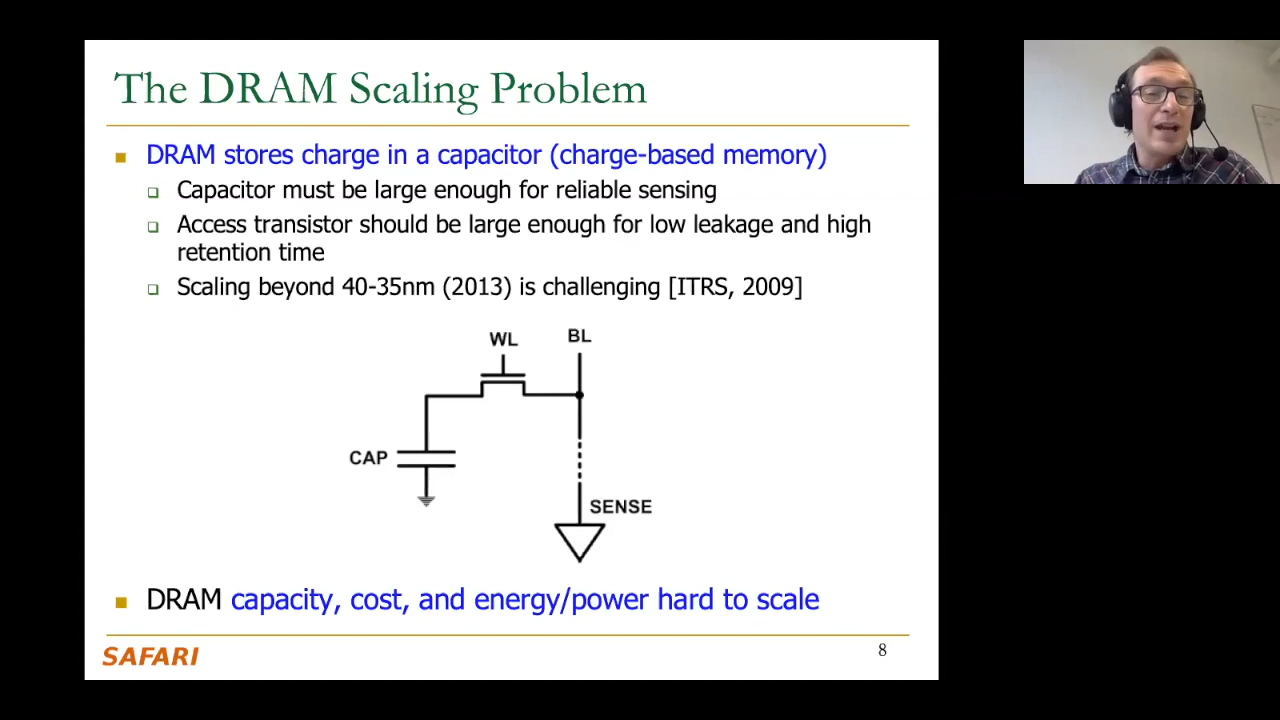 The DRAM Scaling Problem
DRAM stores charge in a capacitor (charge-based memory)
Capacitor must be large enough for reliable sensing
Access transistor should be large enough for low leakage and high
retention time
Scaling beyond 40-35nm (2013) is challenging [ITRS, 2009]
WL
BL
CAP
SENSE
DRAM capacity, cost, and energy/power hard to scale
SAFARI
8